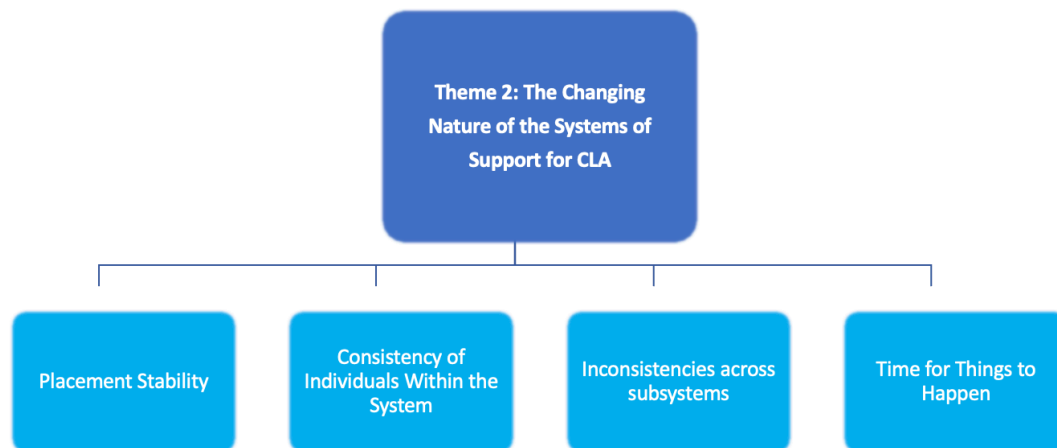 Theme 2: The Changing
Nature of the Systems of
Support for CLA
Placement Stability
Consistency of
Individuals Within the
System
Inconsistencies across
subsystems
Time for Things to
Happen